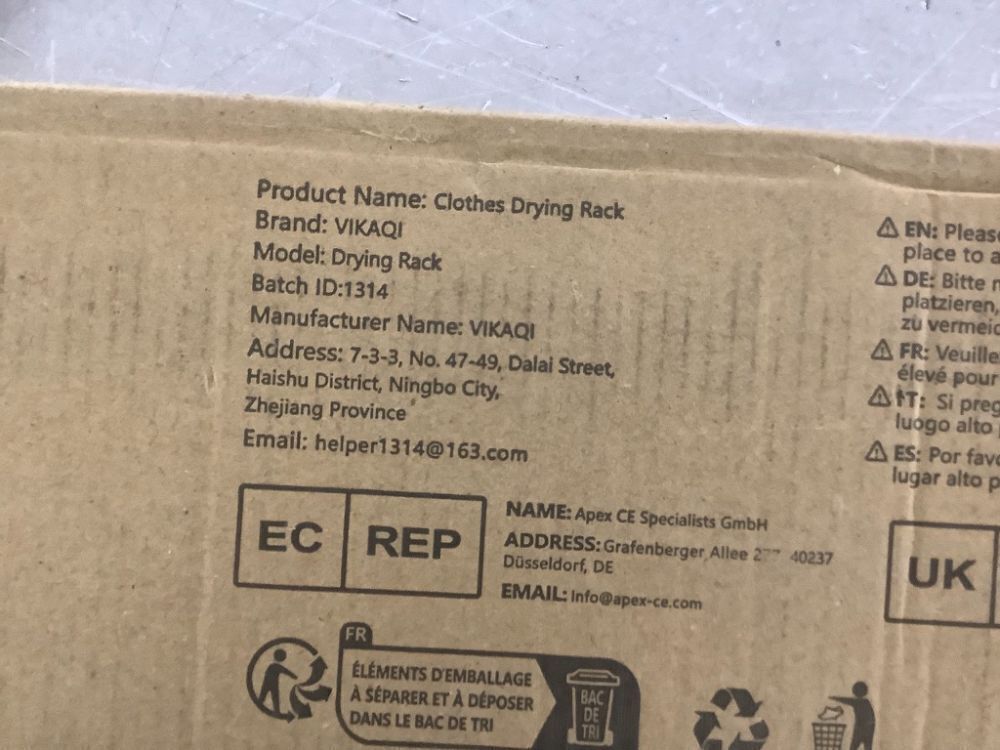 Product Name: Clothes Drying Rack
Brand: VIKAQI
Model: Drying Rack
Batch ID:1314
Manufacturer Name: VIKAQI
Address: 7-3-3, No. 47-49, Dalai Street,
Haishu District, Ningbo City,
Zhejiang Province
Email: helper1314@163.com
EC REP
NAME: Apex CE Specialists GmbH
ADDRESS: Grafenberger Allee 40237
Düsseldorf, DE
EMAIL: Info@apex-ce.com
FR
ÉLÉMENTS D'EMBALLAGE
À SÉPARER ET À DÉPOSER
DANS LE BAC DE TRI
BAC
DE
TRI
EN: Please
place to
DE: Bitte
platzieren,
zu
FR:
élevé pour
IT: Si
luogo alto
ES: Por
lugar alto
UK